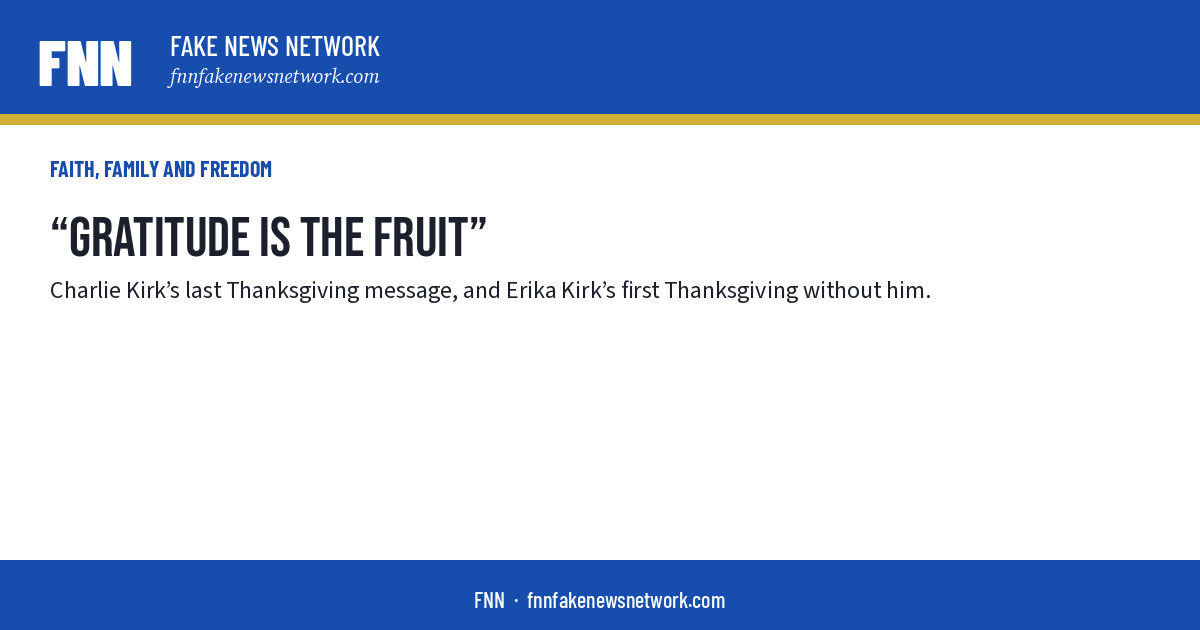 FNN
FAKE NEWS NETWORK
fnnfakenewsnetwork.com
FAITH, FAMILY AND FREEDOM
“GRATITUDE IS THE FRUIT”
Charlie Kirk’s last Thanksgiving message, and Erika Kirk’s first Thanksgiving without him.
FNN · fnnfakenewsnetwork.com